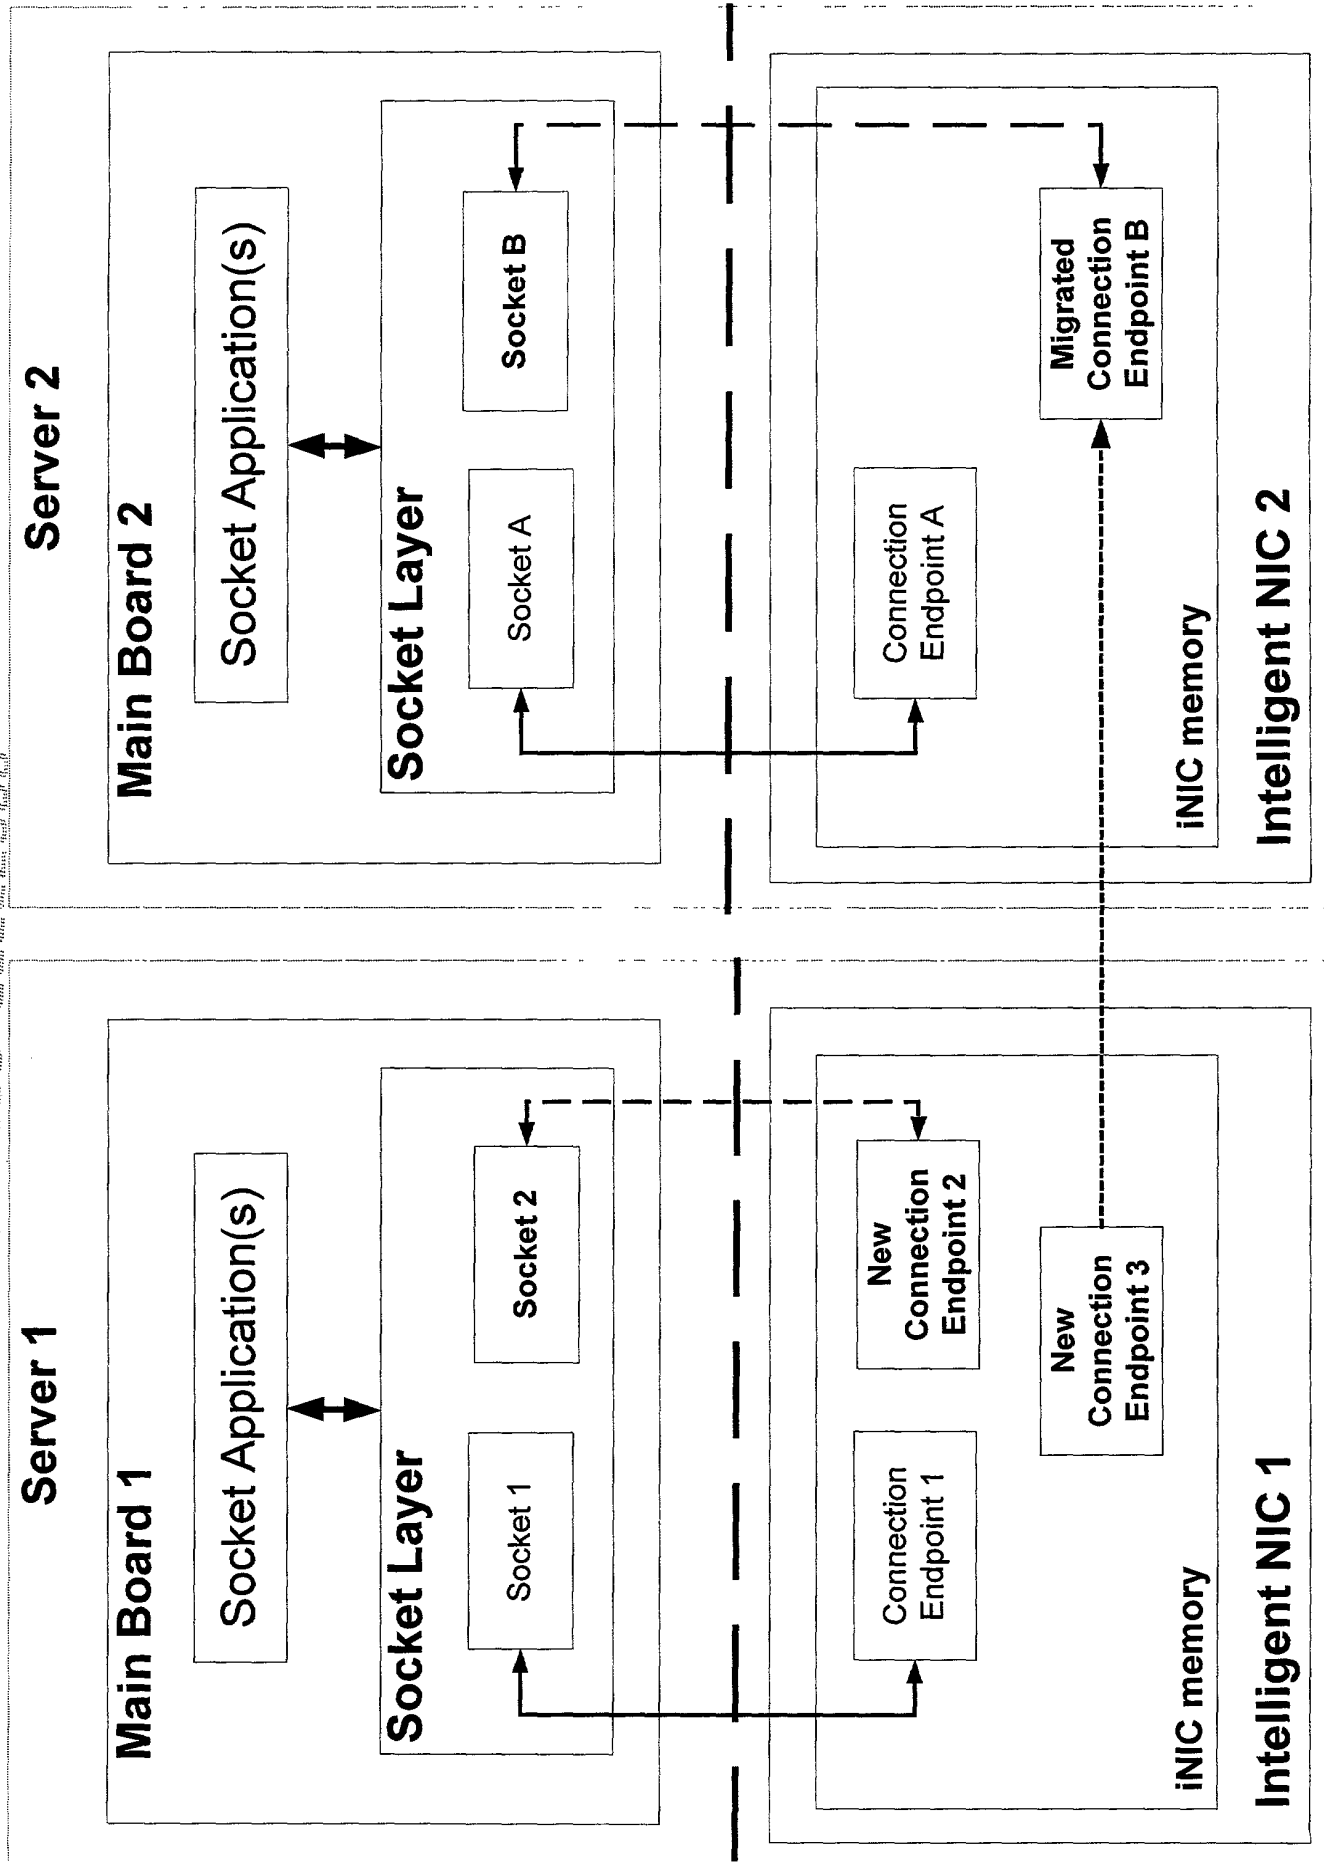 Server 1
Main Board 1
Socket Application(s)
Socket Layer
Socket 1
Socket 2
Connection
Endpoint 1
New
Connection
Endpoint 2
New
Connection
Endpoint 3
iNIC memory
Intelligent NIC 1
Server 2
Main Board 2
Socket Application(s)
Socket Layer
Socket A
Socket B
Connection
Endpoint A
Migrated
Connection
Endpoint B
iNIC memory
Intelligent NIC 2